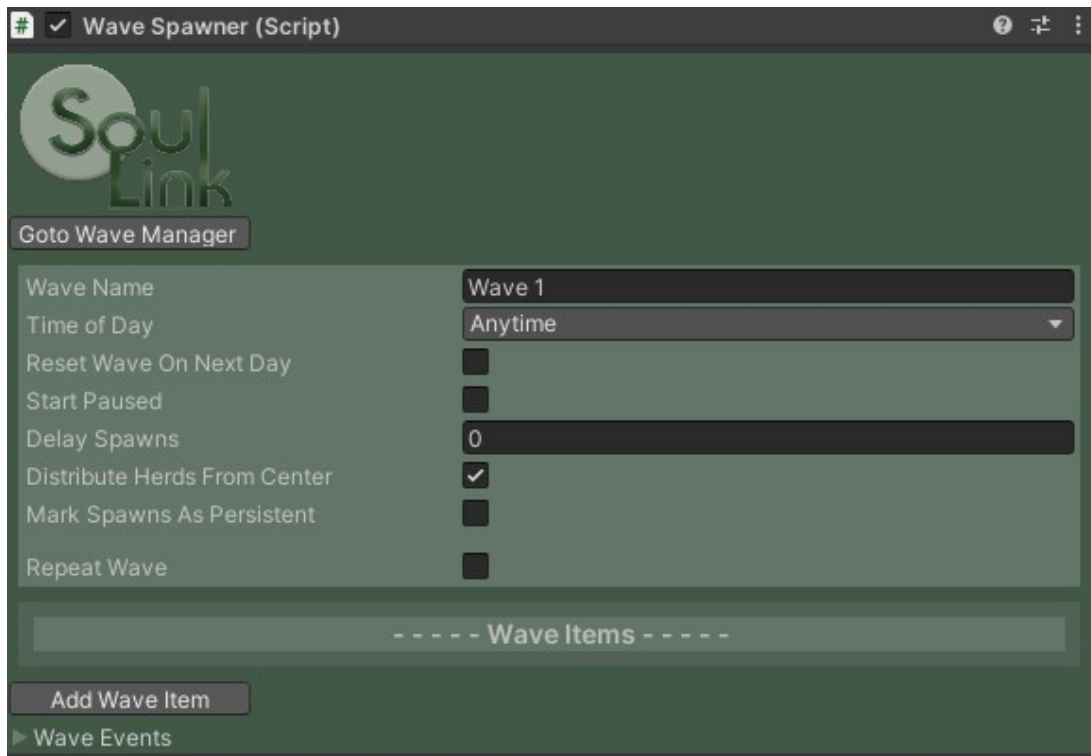 # Wave Spawner (Script)
Soul
Link
Goto Wave Manager
Wave Name Wave 1
Time of Day Anytime
Reset Wave On Next Day
Start Paused
Delay Spawns 0
Distribute Herds From Center
Mark Spawns As Persistent
Repeat Wave
- - - - - Wave Items - - - - -
Add Wave Item
Wave Events